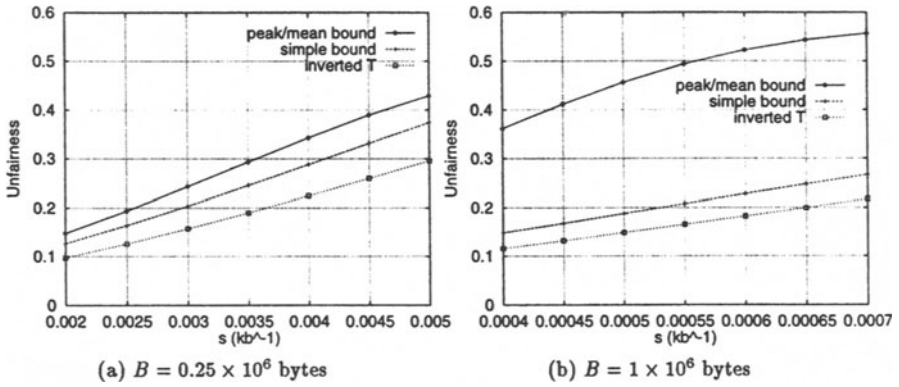 0.6
0.5
0.4
0.3
0.2
0.1
0
Unfairness
peak/mean bound
simple bound
inverted T
0.002 0.0025 0.003 0.0035 0.004 0.0045 0.005
s (kb^-1)
(a) B = 0.25 × 10⁶ bytes
0.6
0.5
0.4
0.3
0.2
0.1
0
Unfairness
peak/mean bound
simple bound
inverted T
0.0004 0.00045 0.0005 0.00055 0.0006 0.00065 0.0007
s (kb^-1)
(b) B = 1 × 10⁶ bytes